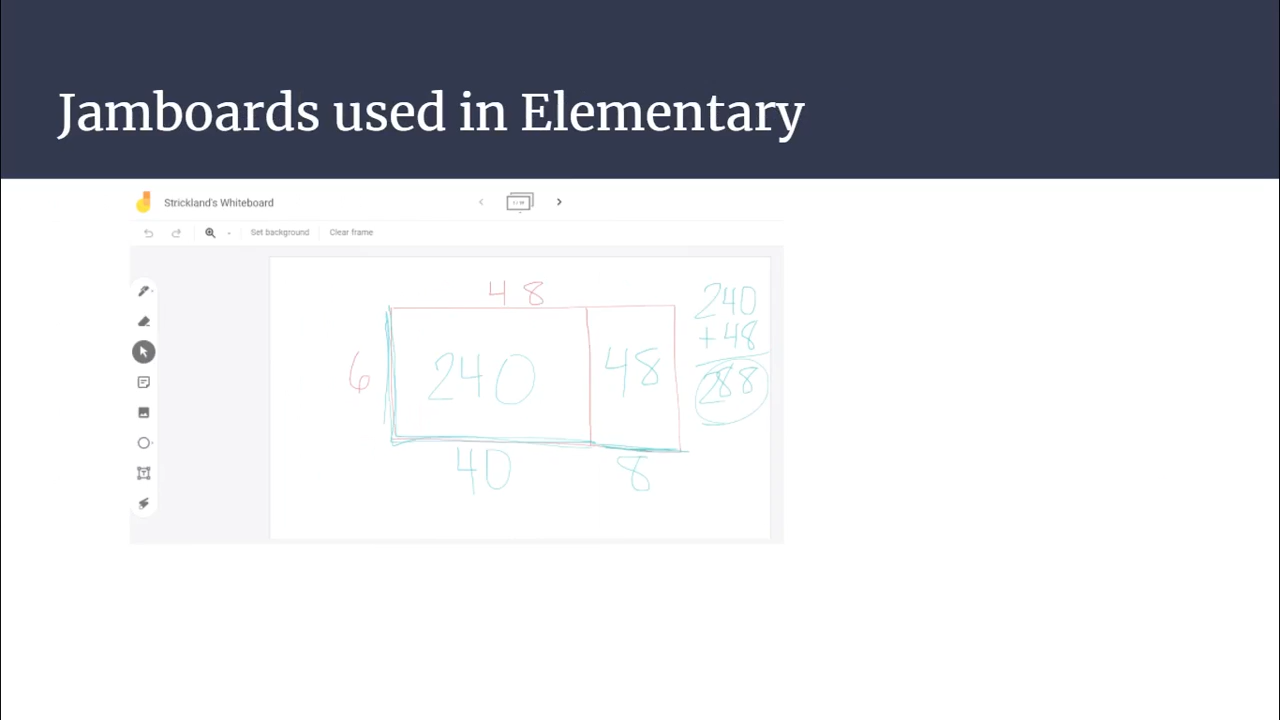 Jamboards used in Elementary
Strickland's Whiteboard
Set background
Clear frame
48
6
240
48
40
8
240
+48
288